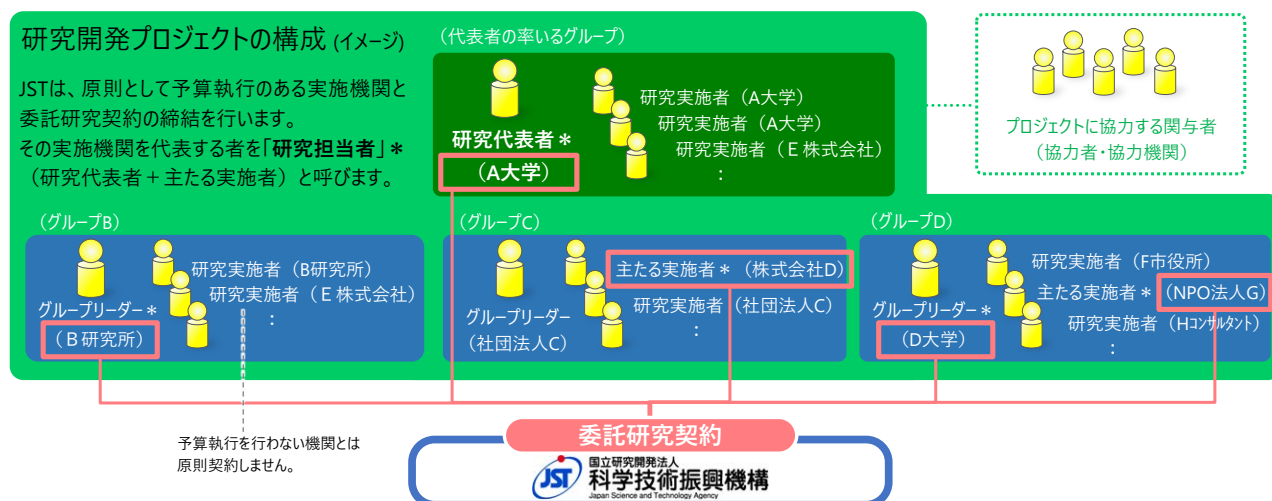 研究開発プロジェクトの構成 (イメージ)
JSTは、原則として予算執行のある実施機関と
委託研究契約の締結を行います。
その実施機関を代表する者を「研究担当者」＊
（研究代表者＋主たる実施者）と呼びます。
（代表者の率いるグループ）
研究代表者＊
（A大学）
研究実施者（A大学）
研究実施者（A大学）
研究実施者（Ｅ株式会社）
：
プロジェクトに協力する関与者
（協力者・協力機関）
（グループB）
研究実施者（B研究所）
研究実施者（Ｅ株式会社）
：
グループリーダー＊
（Ｂ研究所）
（グループC）
主たる実施者＊（株式会社D）
研究実施者（社団法人C）
：
グループリーダー
（社団法人C）
（グループD）
研究実施者（F市役所）
主たる実施者＊（NPO法人G）
研究実施者（Hｺﾝｻﾙﾀﾝﾄ）
：
グループリーダー＊
（D大学）
予算執行を行わない機関とは
原則契約しません。
委託研究契約
JST
国立研究開発法人
科学技術振興機構
Japan Science and Technology Agency